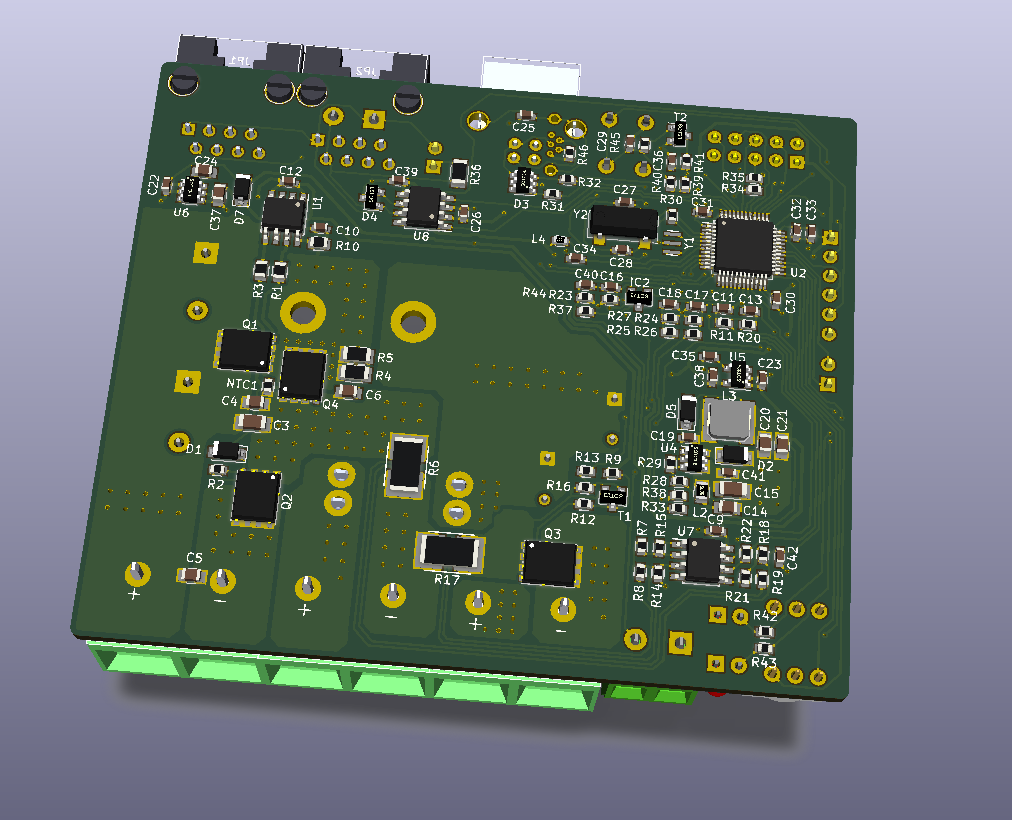 T2
C25
C29
R45
R46
C36
R41
R40
R39
R35
R34
C24
C12
C39
R36
C22
U6
C37
D7
U1
D4
U8
C26
D3
R31
R32
C27
R30
C31
C32
C33
C10
R10
Y2
Y1
U2
L4
C34
C28
R3
R1
C40
C16
IC2
R44
R23
R37
R27
R24
R25
R26
C18
C17
C11
C13
C30
R11
R20
Q1
R5
R4
C6
NTC1
C4
Q4
C3
C35
U5
C38
C23
L3
D5
C20
C21
C19
U4
D1
R2
R6
R13
R9
R29
D2
C41
R28
R16
R38
C15
Q2
T1
R33
L2
C14
R12
C9
Q3
R7
R15
U7
R22
R18
C42
C5
R17
R8
R14
R19
R21
+
−
+
−
+
−
R42
R43